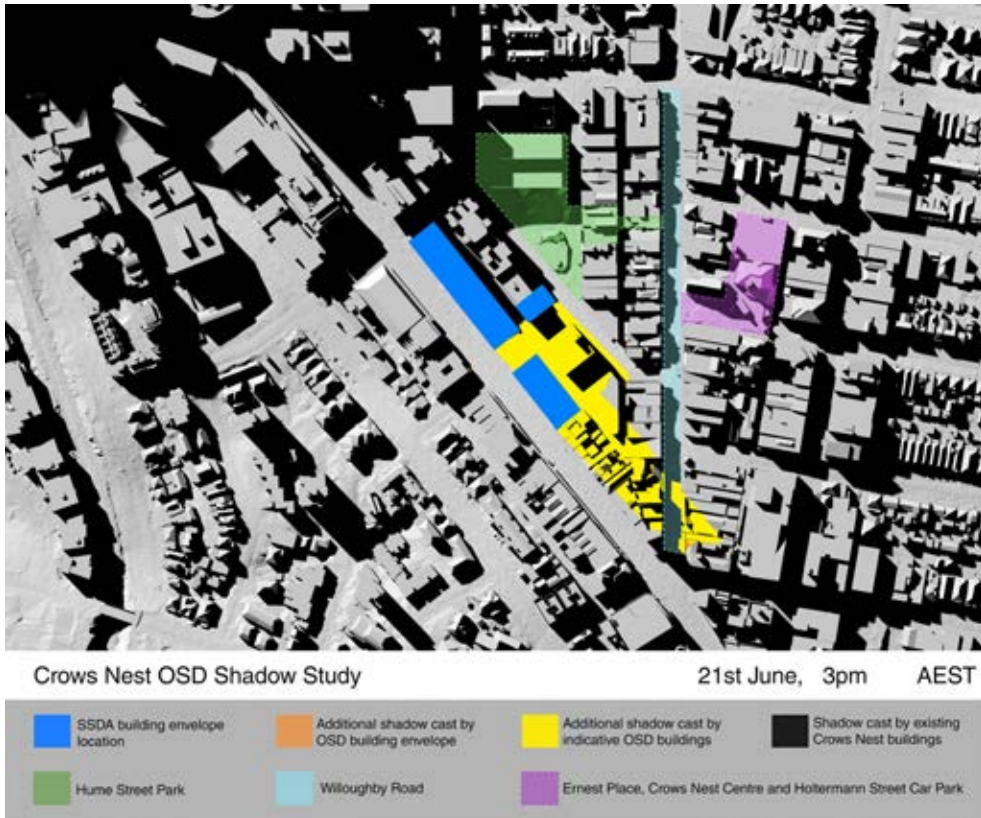 Crows Nest OSD Shadow Study 21st June, 3pm AEST
SSDA building envelope
location
Additional shadow cast by
OSD building envelope
Additional shadow cast by
indicative OSD buildings
Shadow cast by existing
Crows Nest buildings
Hume Street Park
Willoughby Road
Ernest Place, Crows Nest Centre and Holtermann Street Car Park